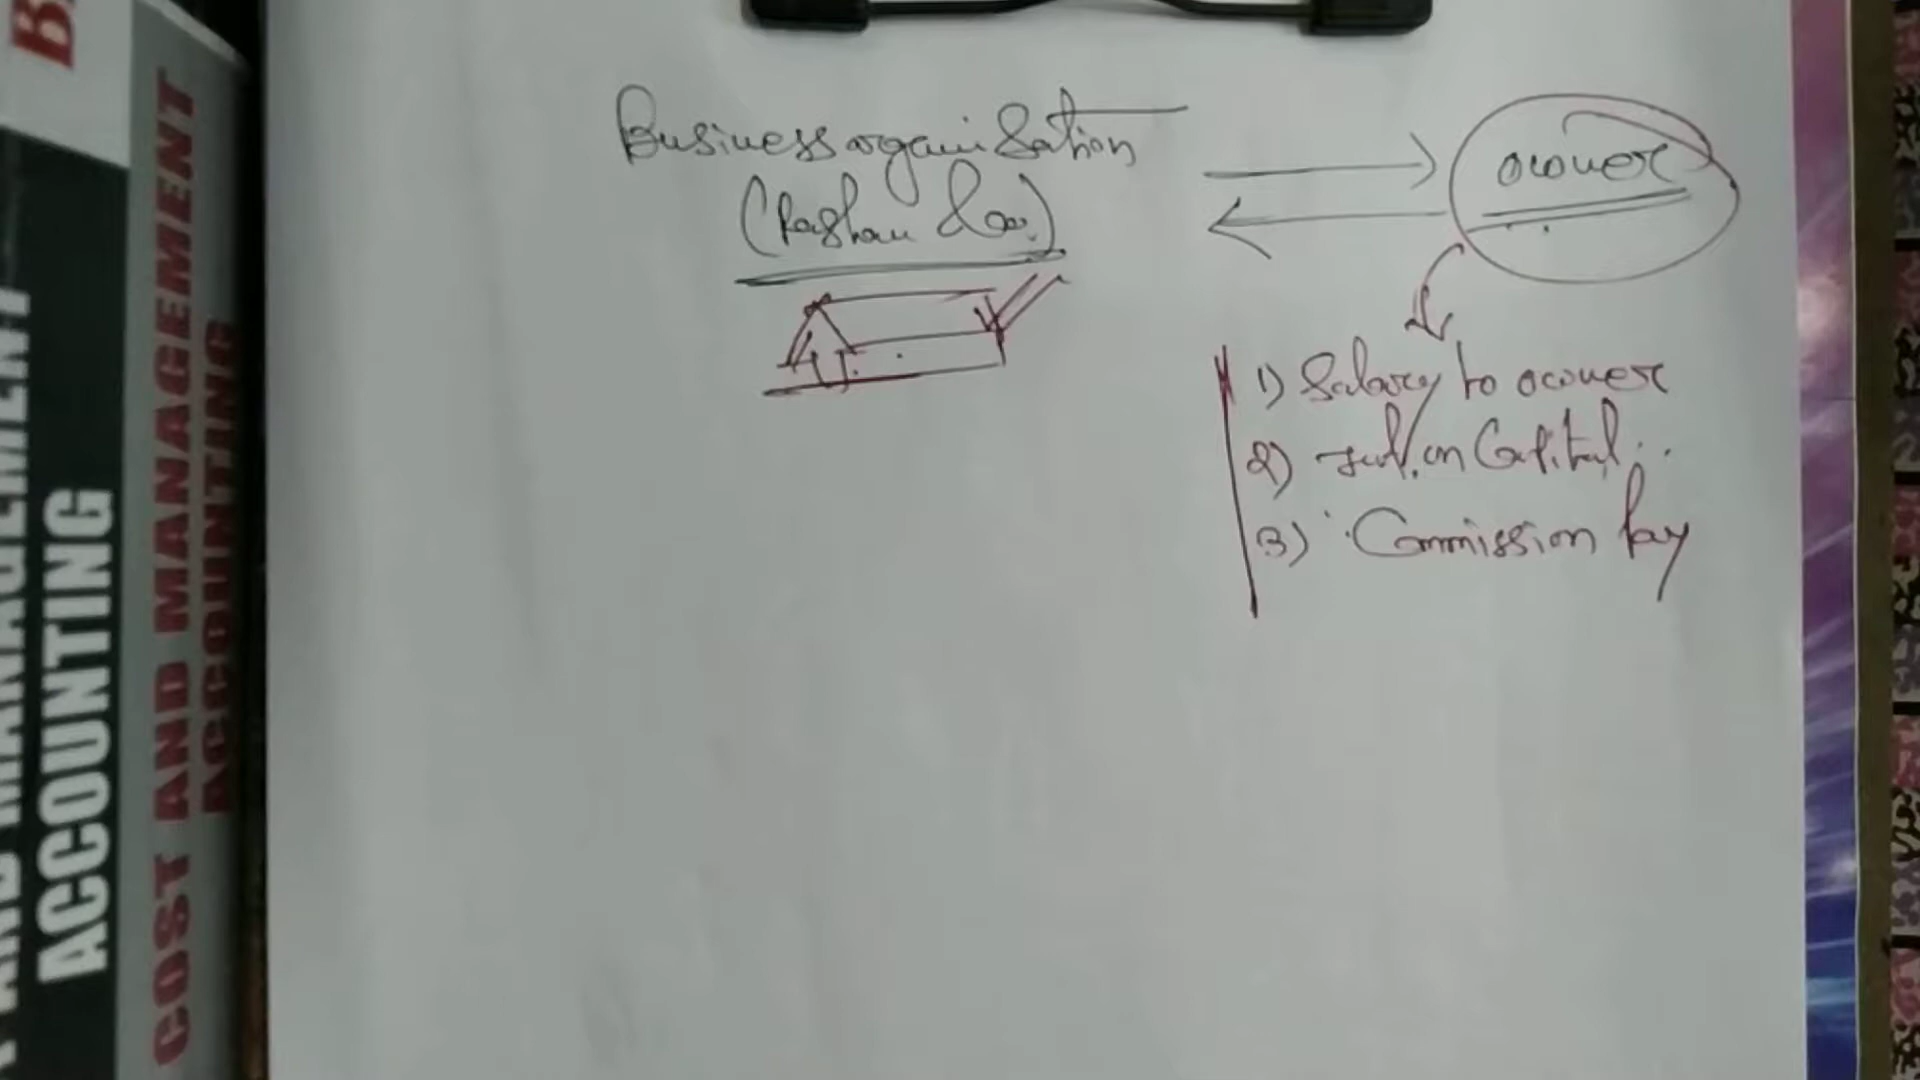 Business organisation
(Roshan & Co.)
owner
1) Salary to owner
2) Int. on Capital
3) Commission pay
ACCOUNTING
COST AND MANAGEMENT
ACCOUNTING